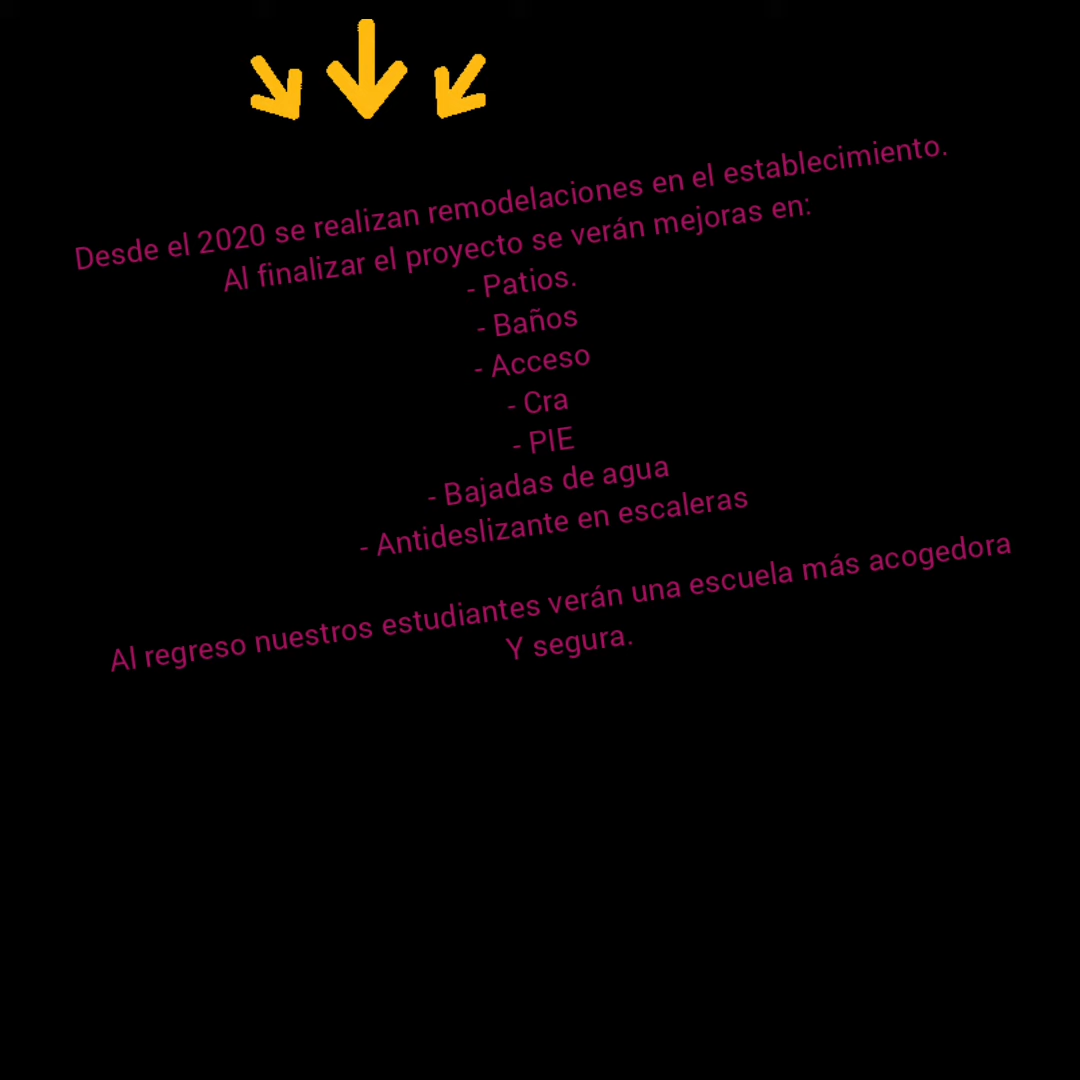 Desde el 2020 se realizan remodelaciones en el establecimiento.
Al finalizar el proyecto se verán mejoras en:
- Patios.
- Baños
- Acceso
- Cra
- PIE
- Bajadas de agua
- Antideslizante en escaleras
Al regreso nuestros estudiantes verán una escuela más acogedora
Y segura.